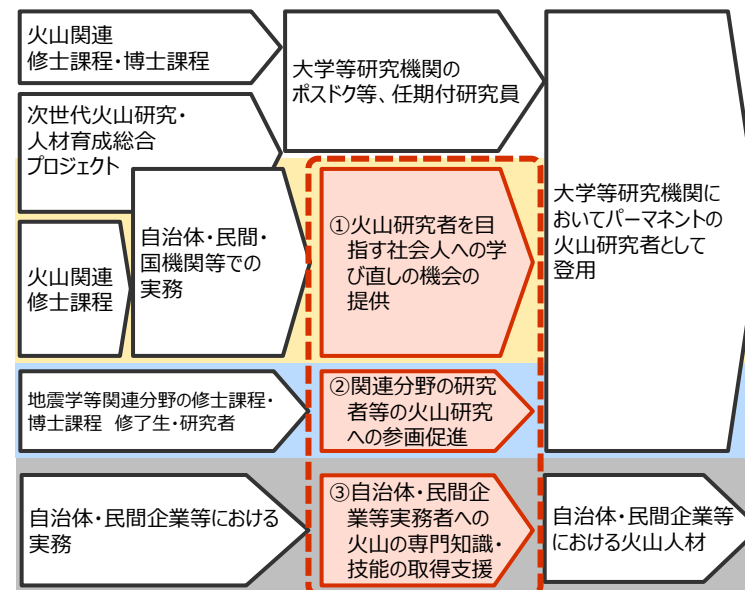 火山関連
修士課程・博士課程
大学等研究機関の
ポスドク等、任期付研究員
次世代火山研究・
人材育成総合
プロジェクト
火山関連
修士課程
自治体・民間・
国機関等での
実務
①火山研究者を目
指す社会人への学
び直しの機会の
提供
大学等研究機関に
おいてパーマネントの
火山研究者として
登用
地震学等関連分野の修士課程・
博士課程 修了生・研究者
②関連分野の研究
者等の火山研究
への参画促進
自治体・民間企業等における
実務
③自治体・民間企
業等実務者への
火山の専門知識・
技能の取得支援
自治体・民間企業等
における火山人材